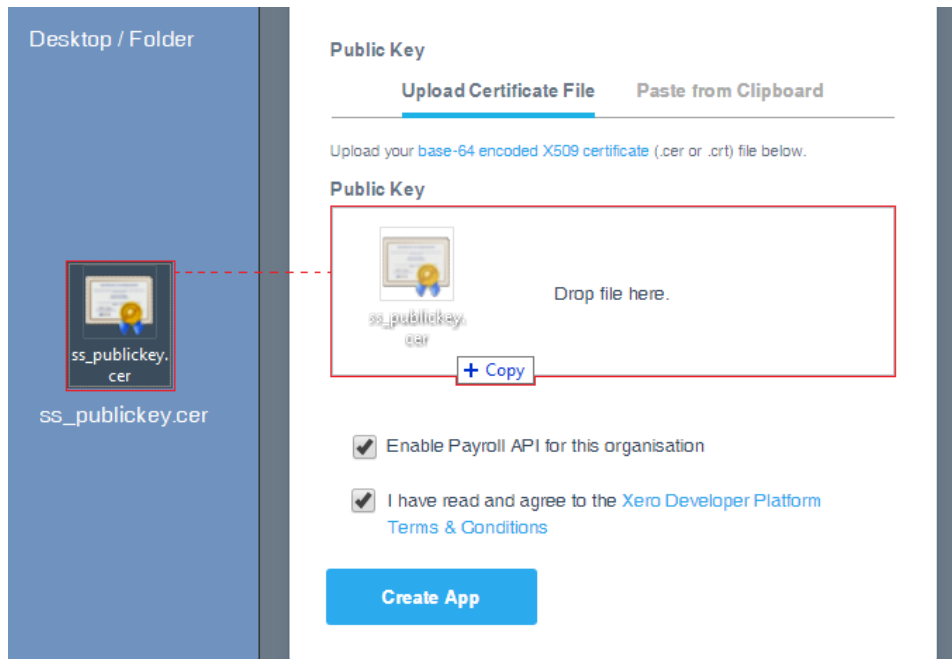 Desktop / Folder
ss_publickey.
cer
ss_publickey.cer
Public Key
Upload Certificate File
Paste from Clipboard
Upload your base-64 encoded X509 certificate (.cer or .crt) file below.
Public Key
ss_publickey.
cer
Drop file here.
+ Copy
Enable Payroll API for this organisation
I have read and agree to the Xero Developer Platform
Terms & Conditions
Create App